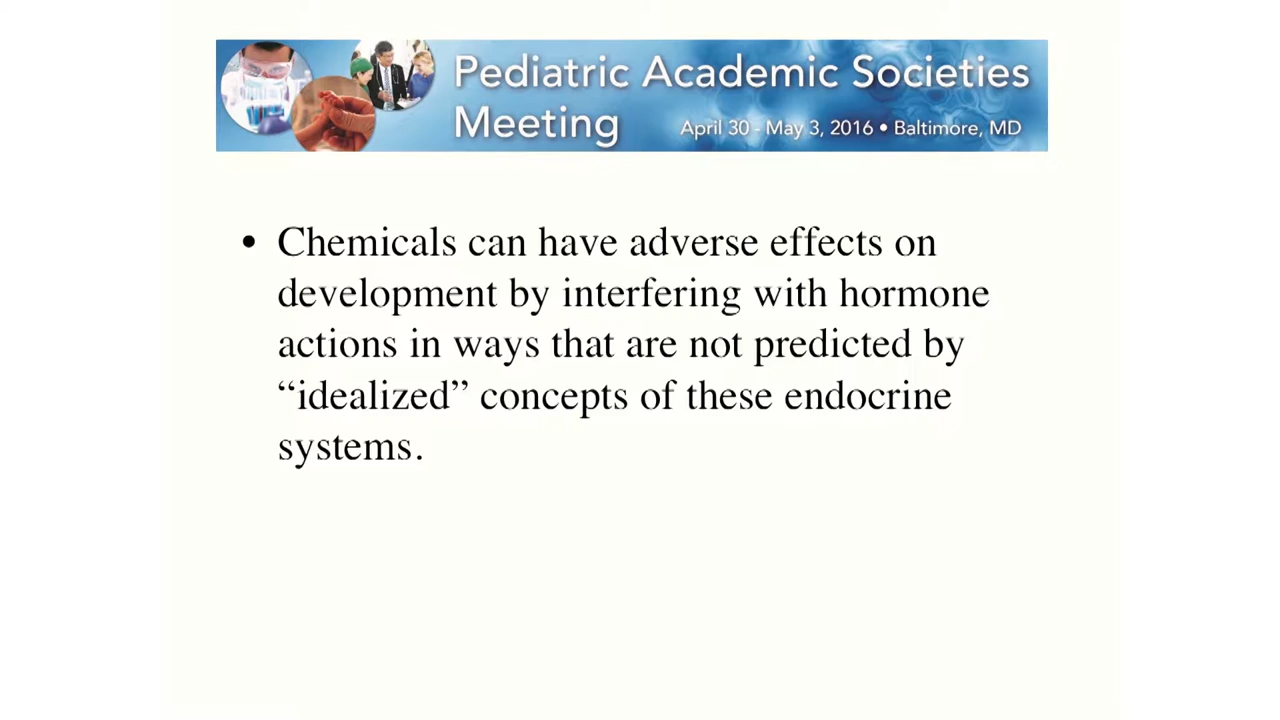 Pediatric Academic Societies
Meeting April 30 - May 3, 2016 • Baltimore, MD
• Chemicals can have adverse effects on
development by interfering with hormone
actions in ways that are not predicted by
“idealized” concepts of these endocrine
systems.